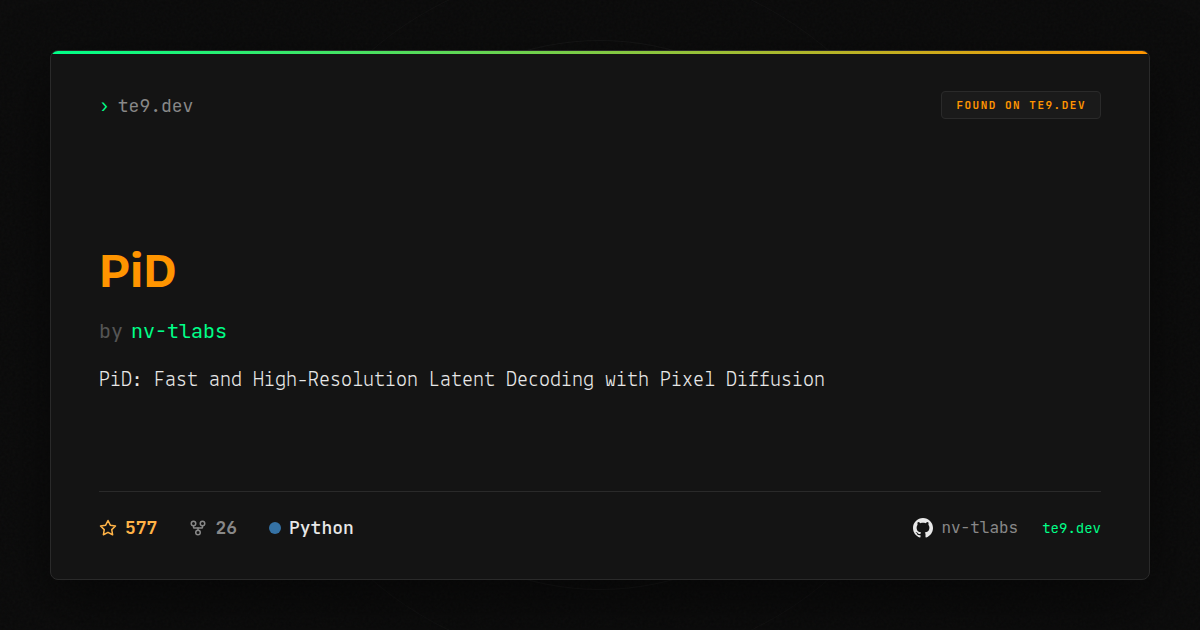 › te9.dev
FOUND ON TE9.DEV
PiD
by nv-tlabs
PiD: Fast and High-Resolution Latent Decoding with Pixel Diffusion
577 26 Python
nv-tlabs te9.dev